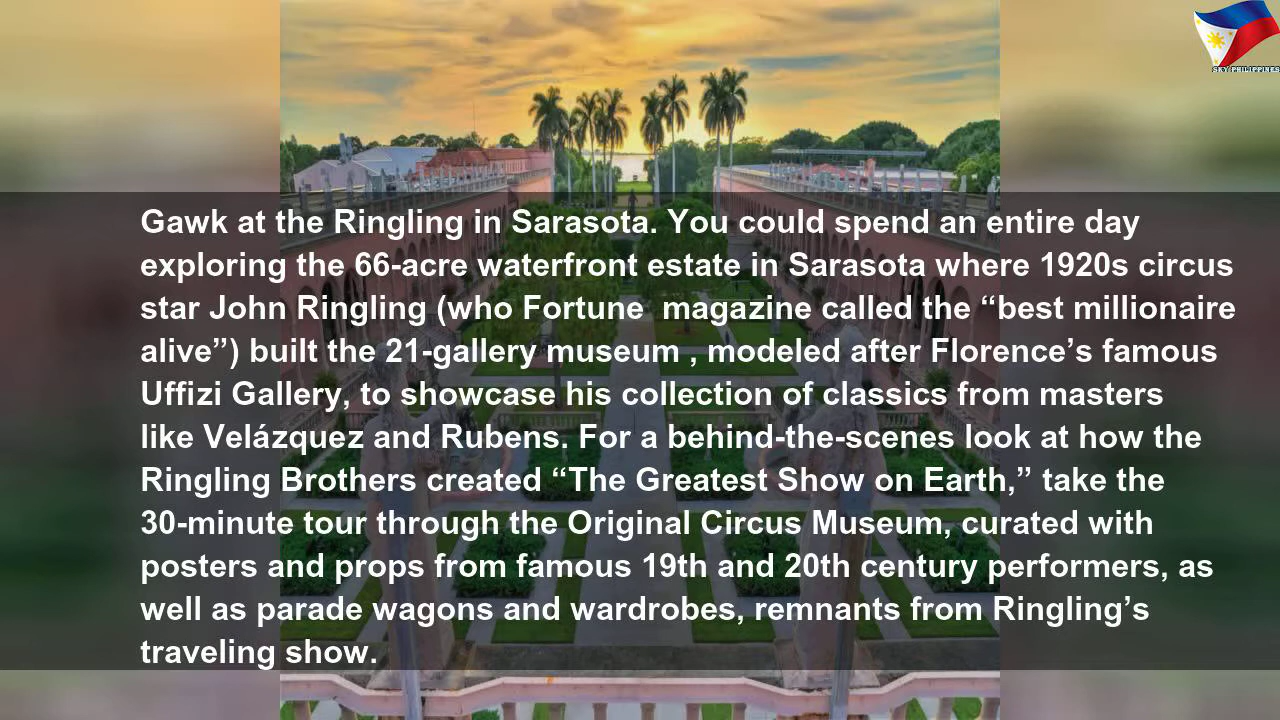 SKY PHILIPPINES
Gawk at the Ringling in Sarasota. You could spend an entire day
exploring the 66-acre waterfront estate in Sarasota where 1920s circus
star John Ringling (who Fortune  magazine called the “best millionaire
alive”) built the 21-gallery museum , modeled after Florence’s famous
Uffizi Gallery, to showcase his collection of classics from masters
like Velázquez and Rubens. For a behind-the-scenes look at how the
Ringling Brothers created “The Greatest Show on Earth,” take the
30-minute tour through the Original Circus Museum, curated with
posters and props from famous 19th and 20th century performers, as
well as parade wagons and wardrobes, remnants from Ringling’s
traveling show.